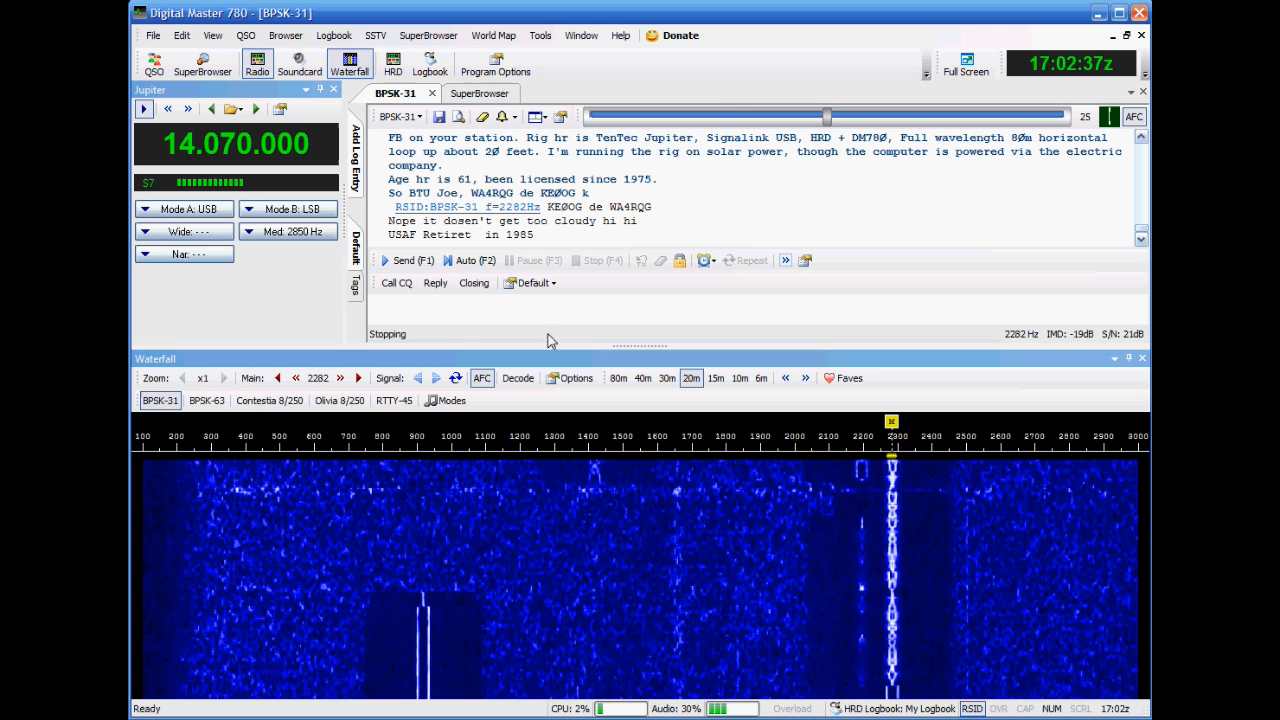 Digital Master 780 - [BPSK-31]
File Edit View QSO Browser Logbook SSTV SuperBrowser World Map Tools Window Help Donate
QSO SuperBrowser Radio Soundcard Waterfall HRD Logbook Program Options Full Screen 17:02:37z
Jupiter
BPSK-31 SuperBrowser
BPSK-31 25 AFC
14.070.000
S7
Mode A: USB Mode B: LSB
Wide: --- Med: 2850 Hz
Nar: ---
Add Log Entry
Default
Tags
FB on your station. Rig hr is TenTec Jupiter, Signalink USB, HRD + DM78Ø, Full wavelength 8Øm horizontal
loop up about 2Ø feet. I'm running the rig on solar power, though the computer is powered via the electric
company.
Age hr is 61, been licensed since 1975.
So BTU Joe, WA4RQG de KEØOG k
RSID:BPSK-31 f=2282Hz KEØOG de WA4RQG
Nope it dosen't get too cloudy hi hi
USAF Retiret in 1985
Send (F1) Auto (F2) Pause (F3) Stop (F4) Repeat
Call CQ Reply Closing Default
Stopping 2282 Hz IMD: -19dB S/N: 21dB
Waterfall
Zoom: x1 Main: 2282 Signal: AFC Decode Options 80m 40m 30m 20m 15m 10m 6m Faves
BPSK-31 BPSK-63 Contestia 8/250 Olivia 8/250 RTTY-45 Modes
M
100 200 300 400 500 600 700 800 900 1000 1100 1200 1300 1400 1500 1600 1700 1800 1900 2000 2100 2200 2300 2400 2500 2600 2700 2800 2900 3000
Ready CPU: 2% Audio: 30% Overload HRD Logbook: My Logbook RSID OVR CAP NUM SCRL 17:02z